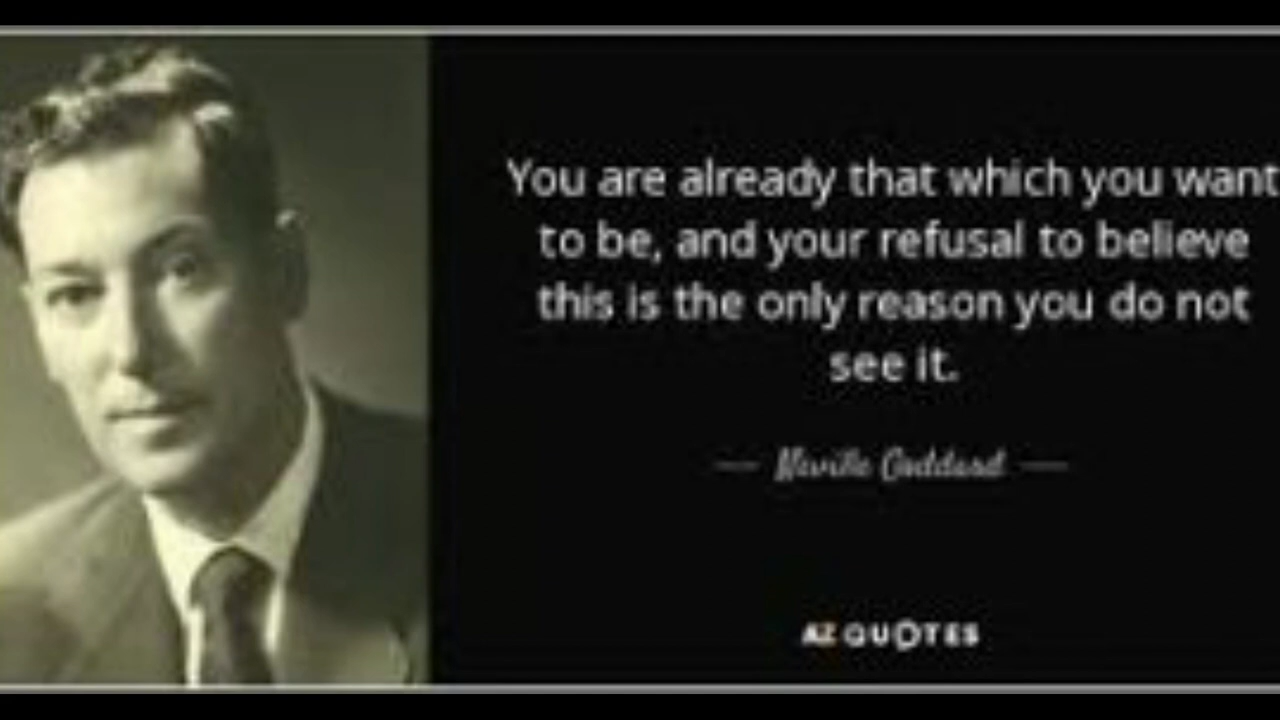 You are already that which you want
to be, and your refusal to believe
this is the only reason you do not
see it.
— Neville Goddard —
AZ QUOTES